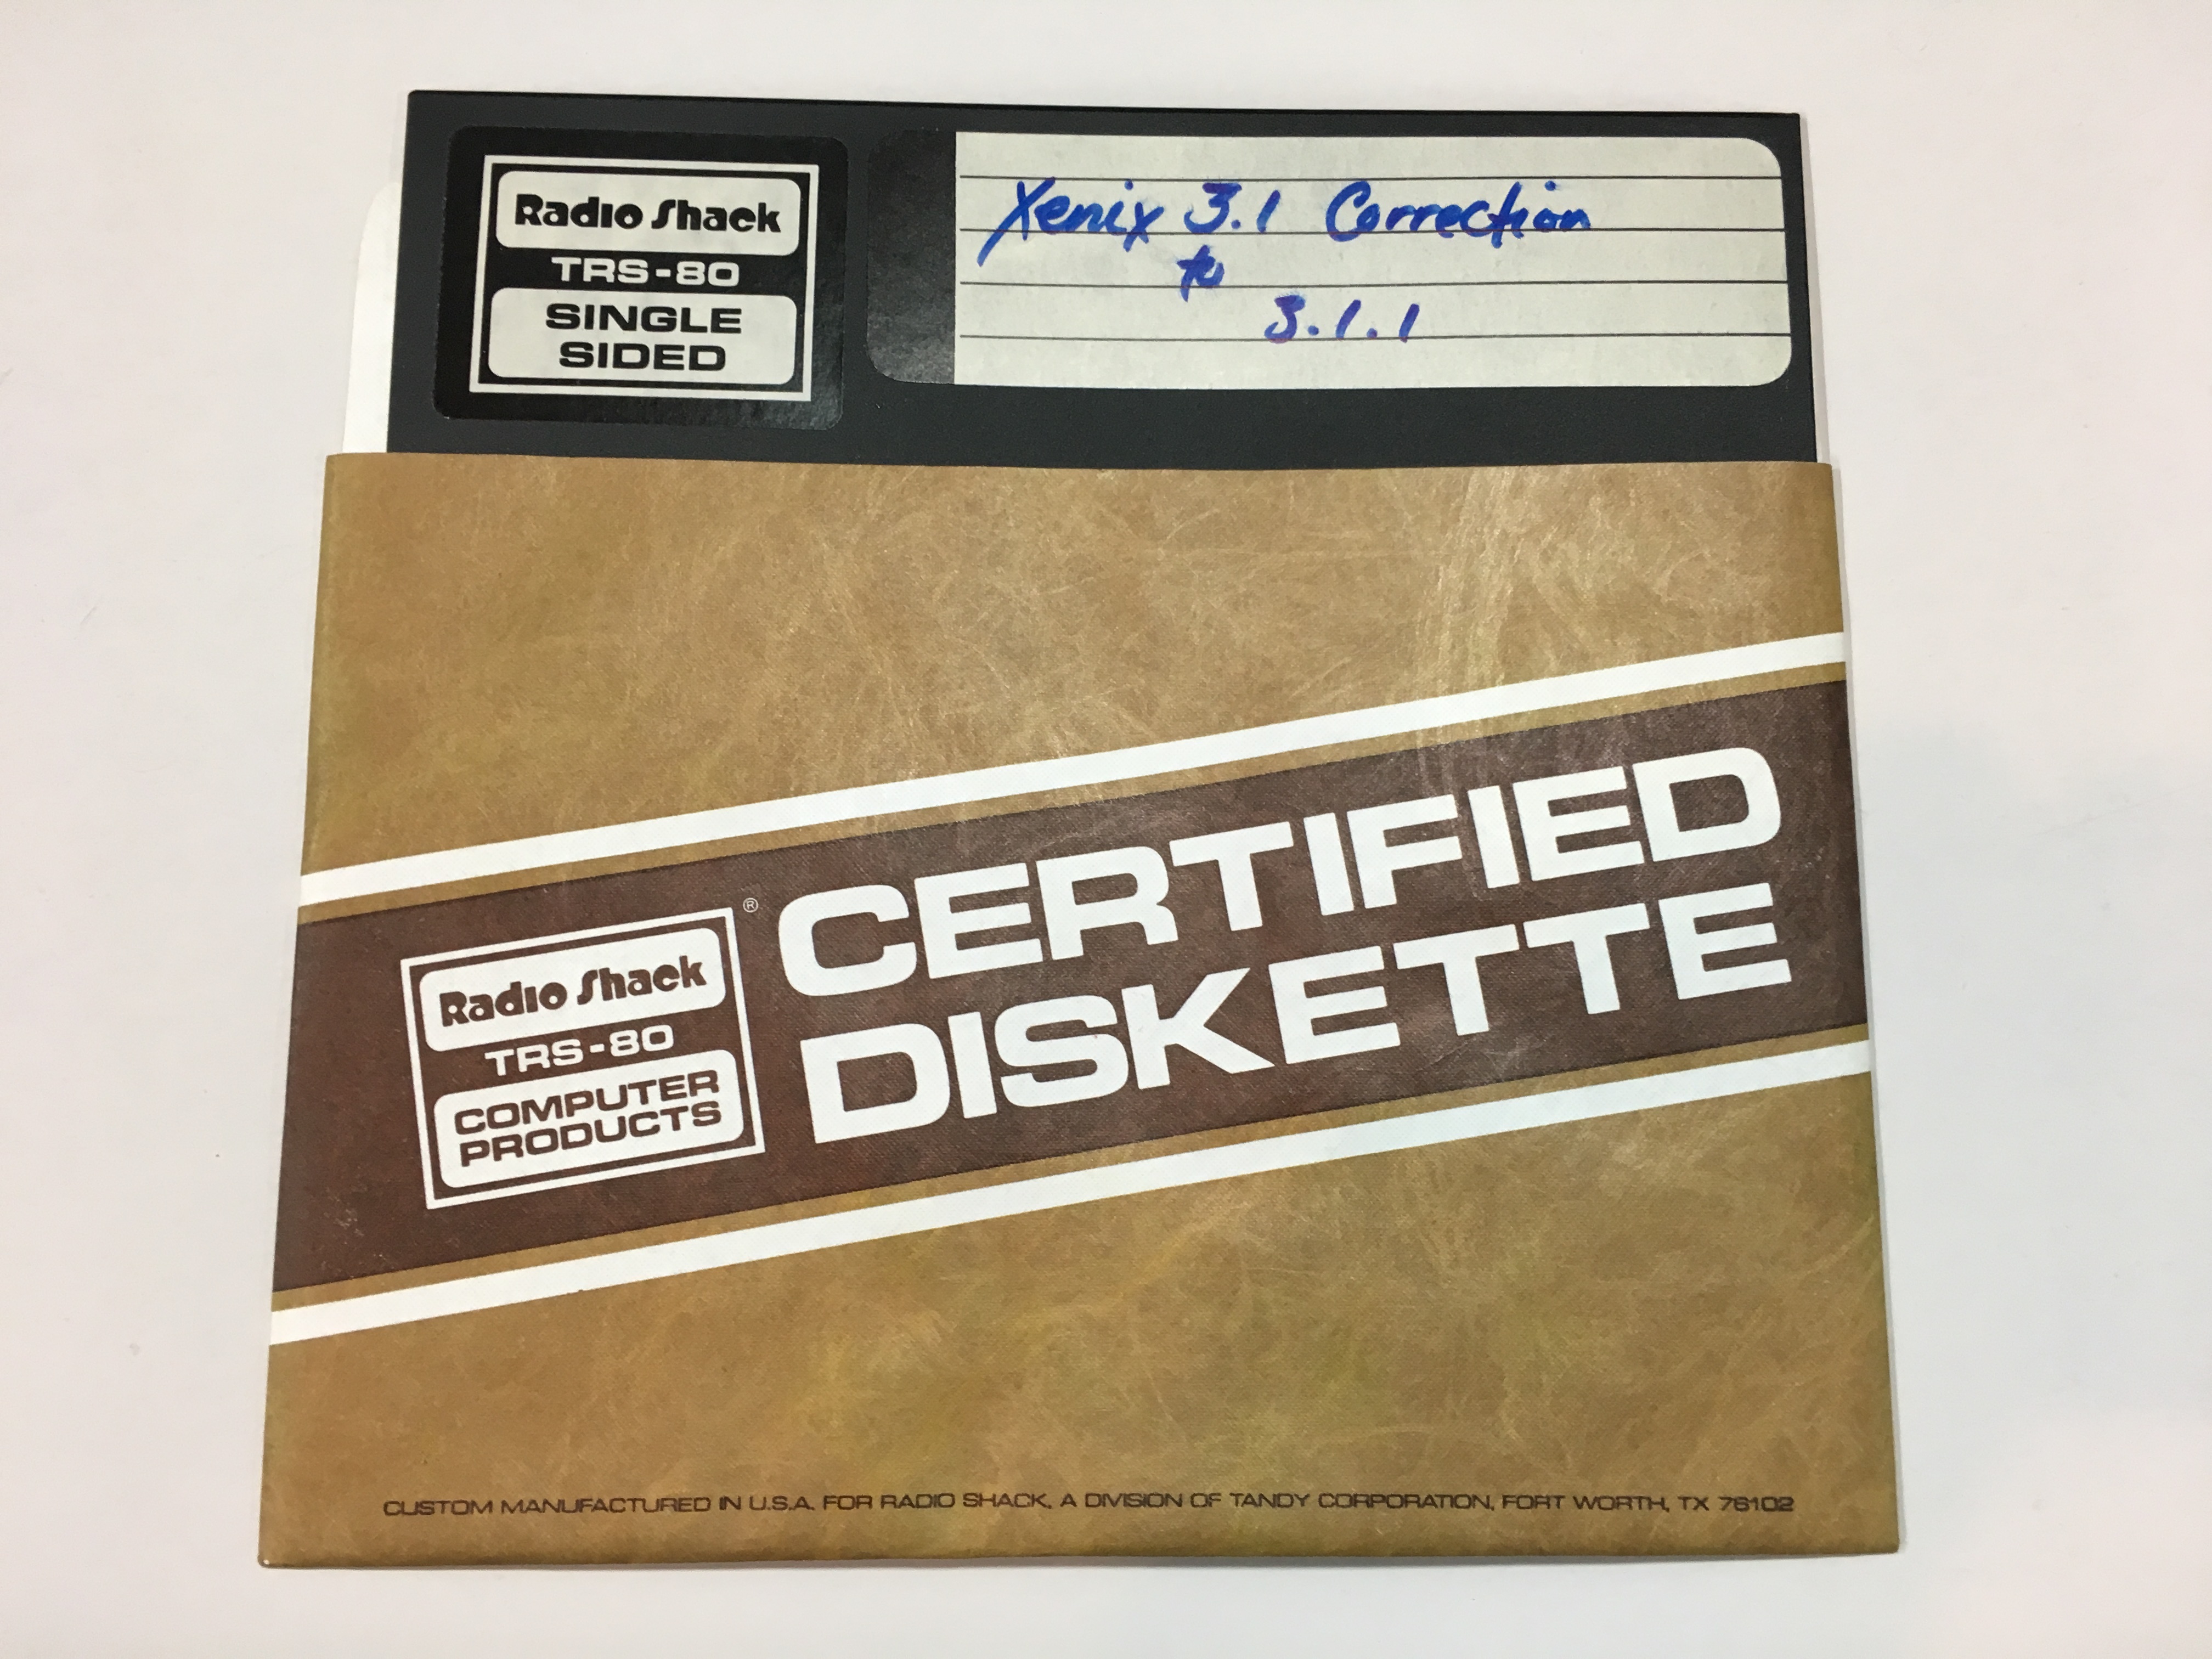 Radio Shack
TRS-80
SINGLE
SIDED
Xenix 3.1 Correction
to
3.1.1
Radio Shack
TRS-80
COMPUTER
PRODUCTS
®
CERTIFIED
DISKETTE
CUSTOM MANUFACTURED IN U.S.A. FOR RADIO SHACK, A DIVISION OF TANDY CORPORATION, FORT WORTH, TX 76102